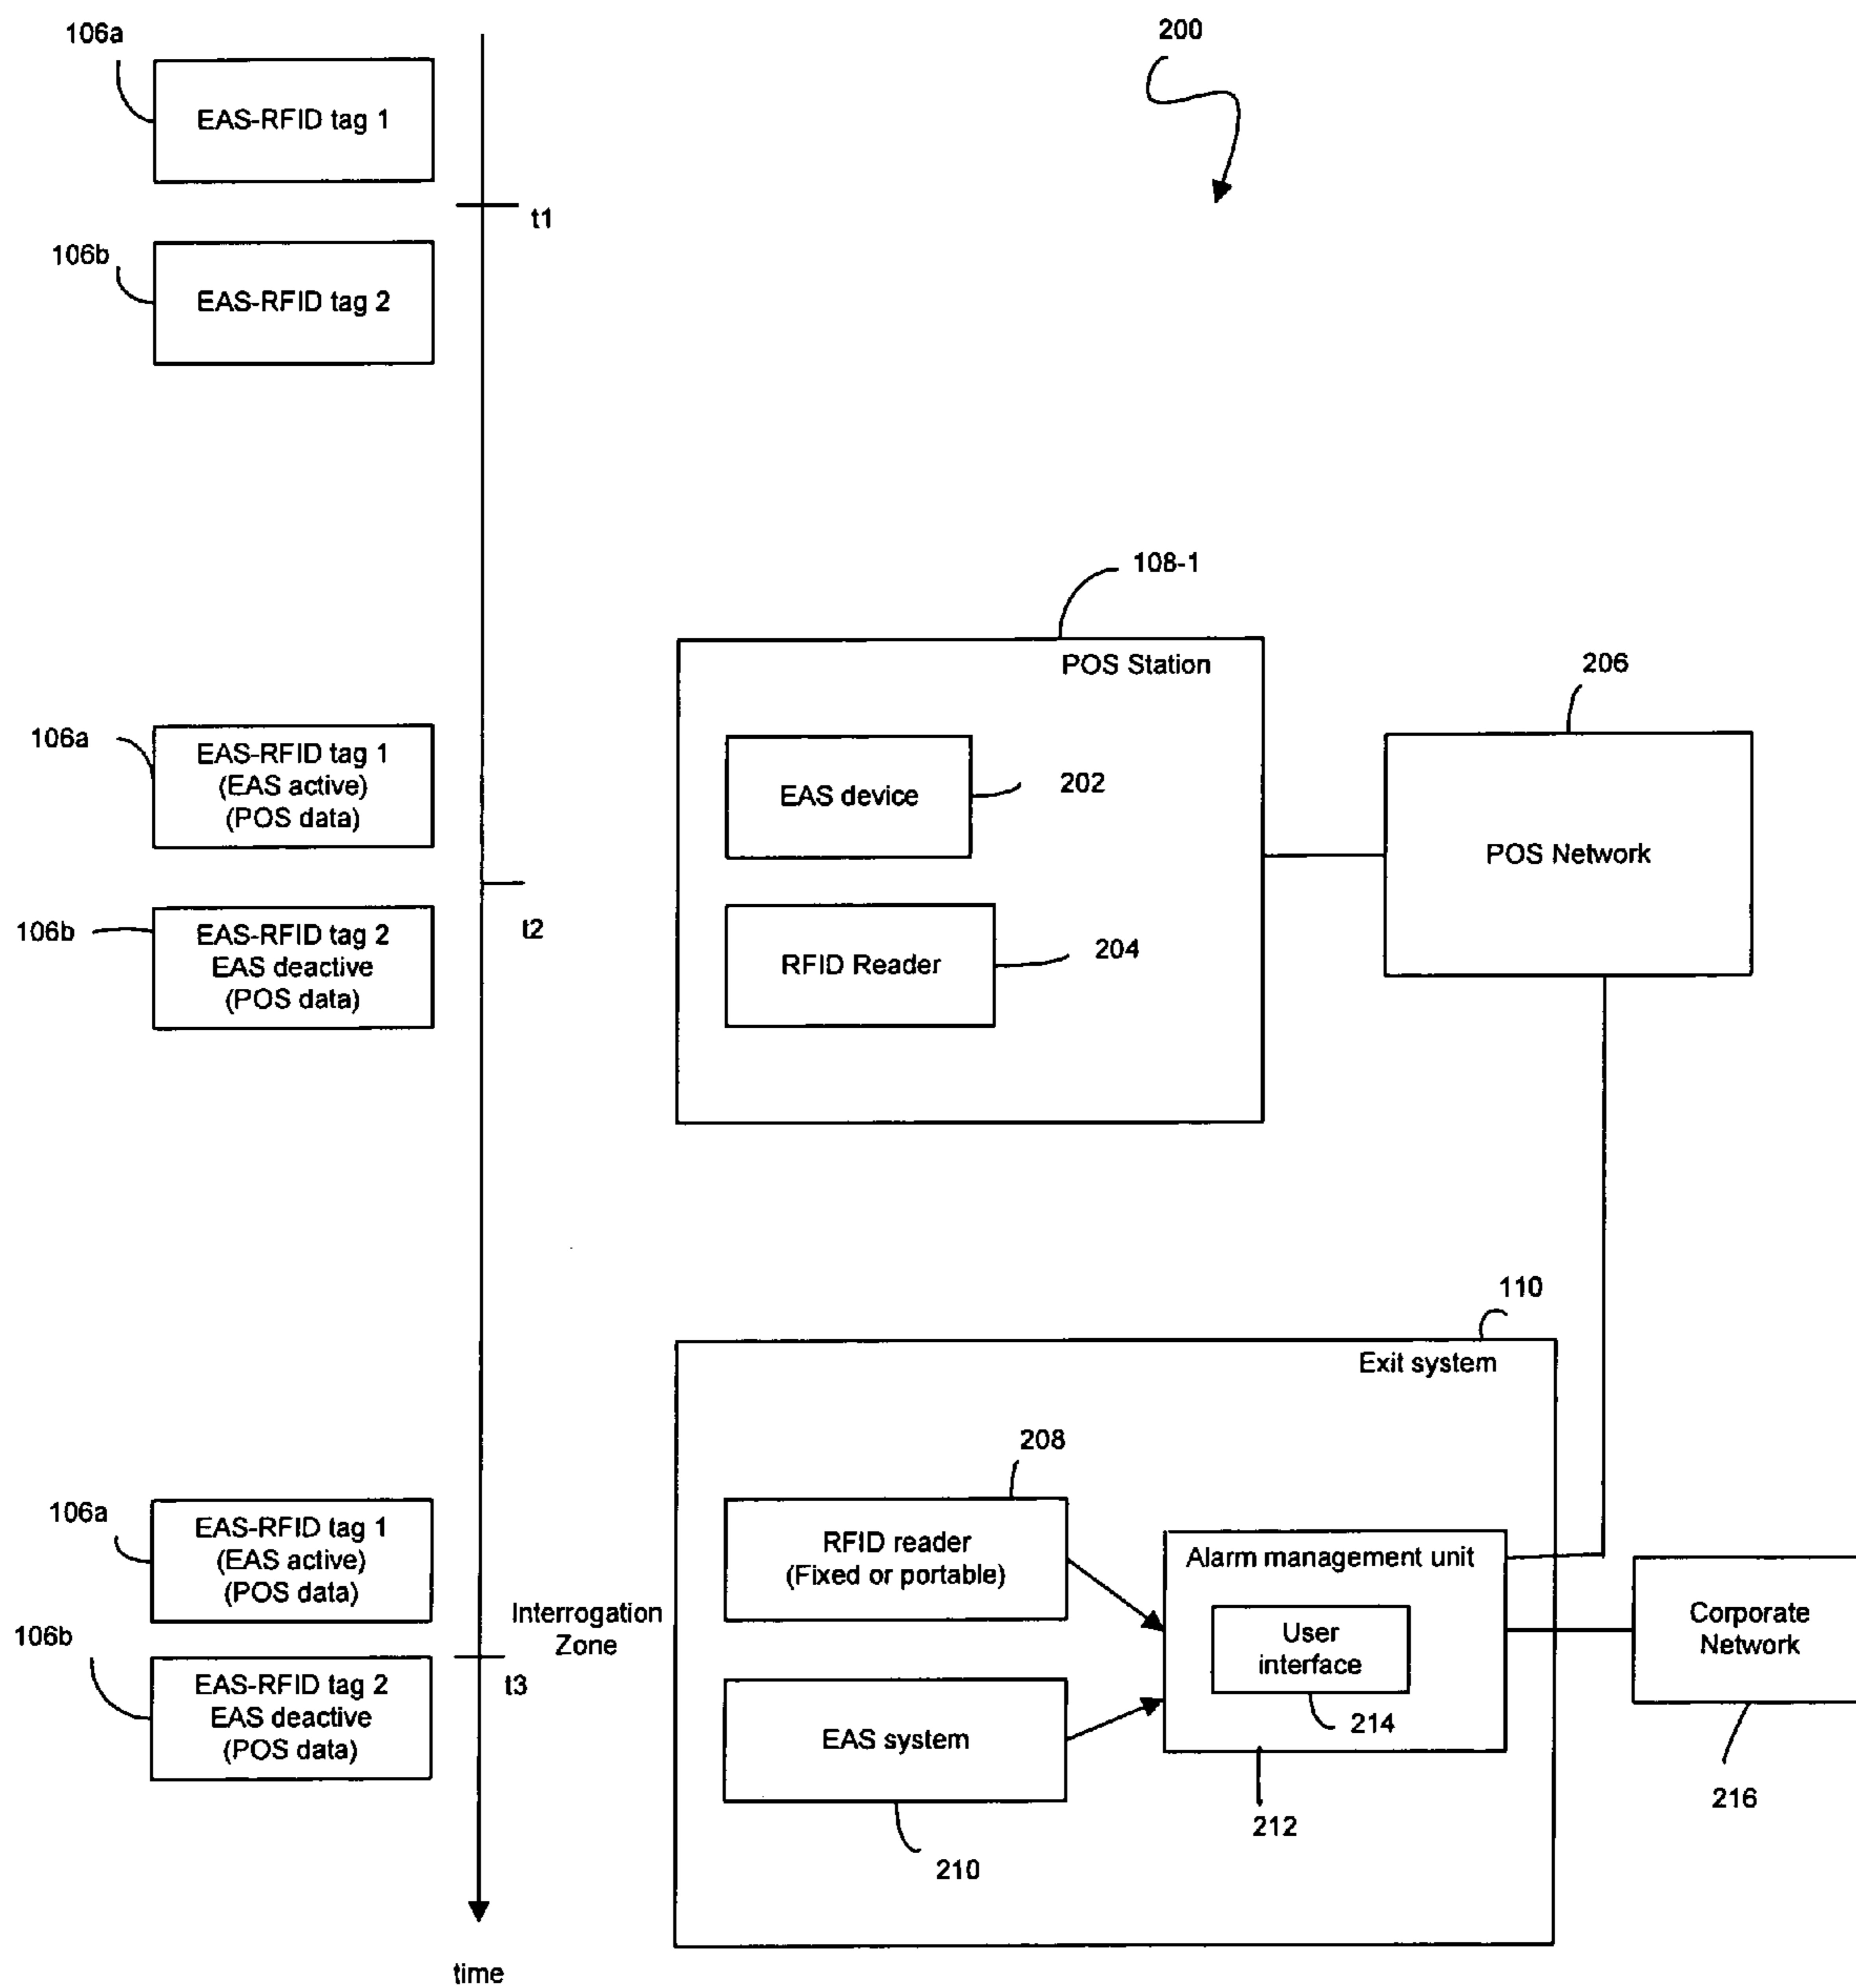 106a
EAS-RFID tag 1
200
t1
106b
EAS-RFID tag 2
108-1
POS Station
206
106a
EAS-RFID tag 1
(EAS active)
(POS data)
EAS device
202
POS Network
t2
106b
EAS-RFID tag 2
EAS deactive
(POS data)
RFID Reader
204
110
Exit system
208
106a
EAS-RFID tag 1
(EAS active)
(POS data)
RFID reader
(Fixed or portable)
Alarm management unit
Interrogation
Zone
User
interface
Corporate
Network
106b
EAS-RFID tag 2
EAS deactive
(POS data)
t3
EAS system
214
216
212
210
time